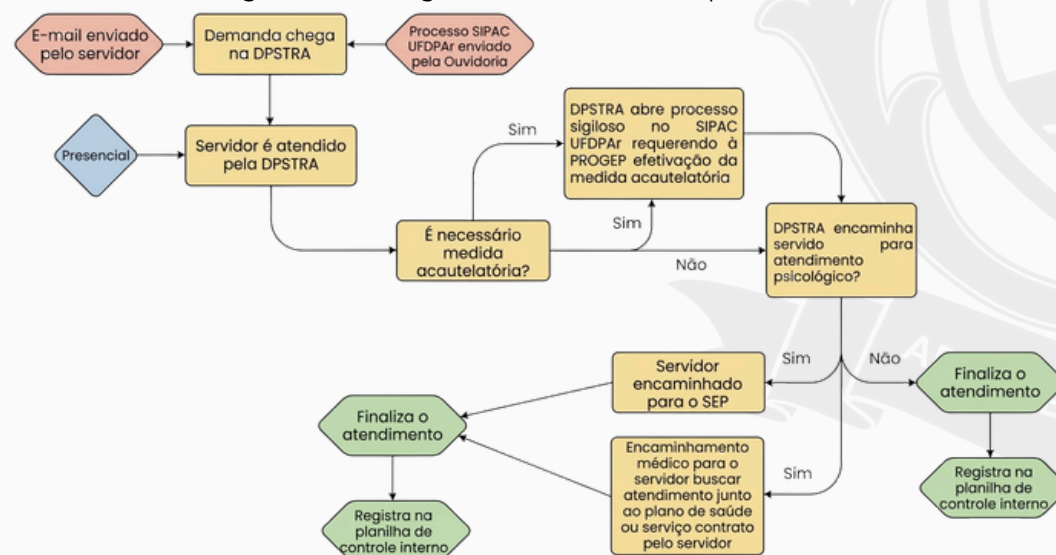 E-mail enviado
pelo servidor
Demanda chega
na DPSTRA
Processo SIPAC
UFDPAr enviado
pela Ouvidoria
Presencial
Servidor é atendido
pela DPSTRA
Sim
DPSTRA abre processo
sigiloso no SIPAC
UFDPAr requerendo à
PROGEP efetivação da
medida acautelatória
É necessário
medida
acautelatória?
Sim
Não
DPSTRA encaminha
servido para
atendimento
psicológico?
Servidor
encaminhado
para o SEP
Sim
Não
Finaliza o
atendimento
Finaliza o
atendimento
Encaminhamento
médico para o
servidor buscar
atendimento junto
ao plano de saúde
ou serviço contrato
pelo servidor
Sim
Registra na
planilha de
controle interno
Registra na
planilha de
controle interno